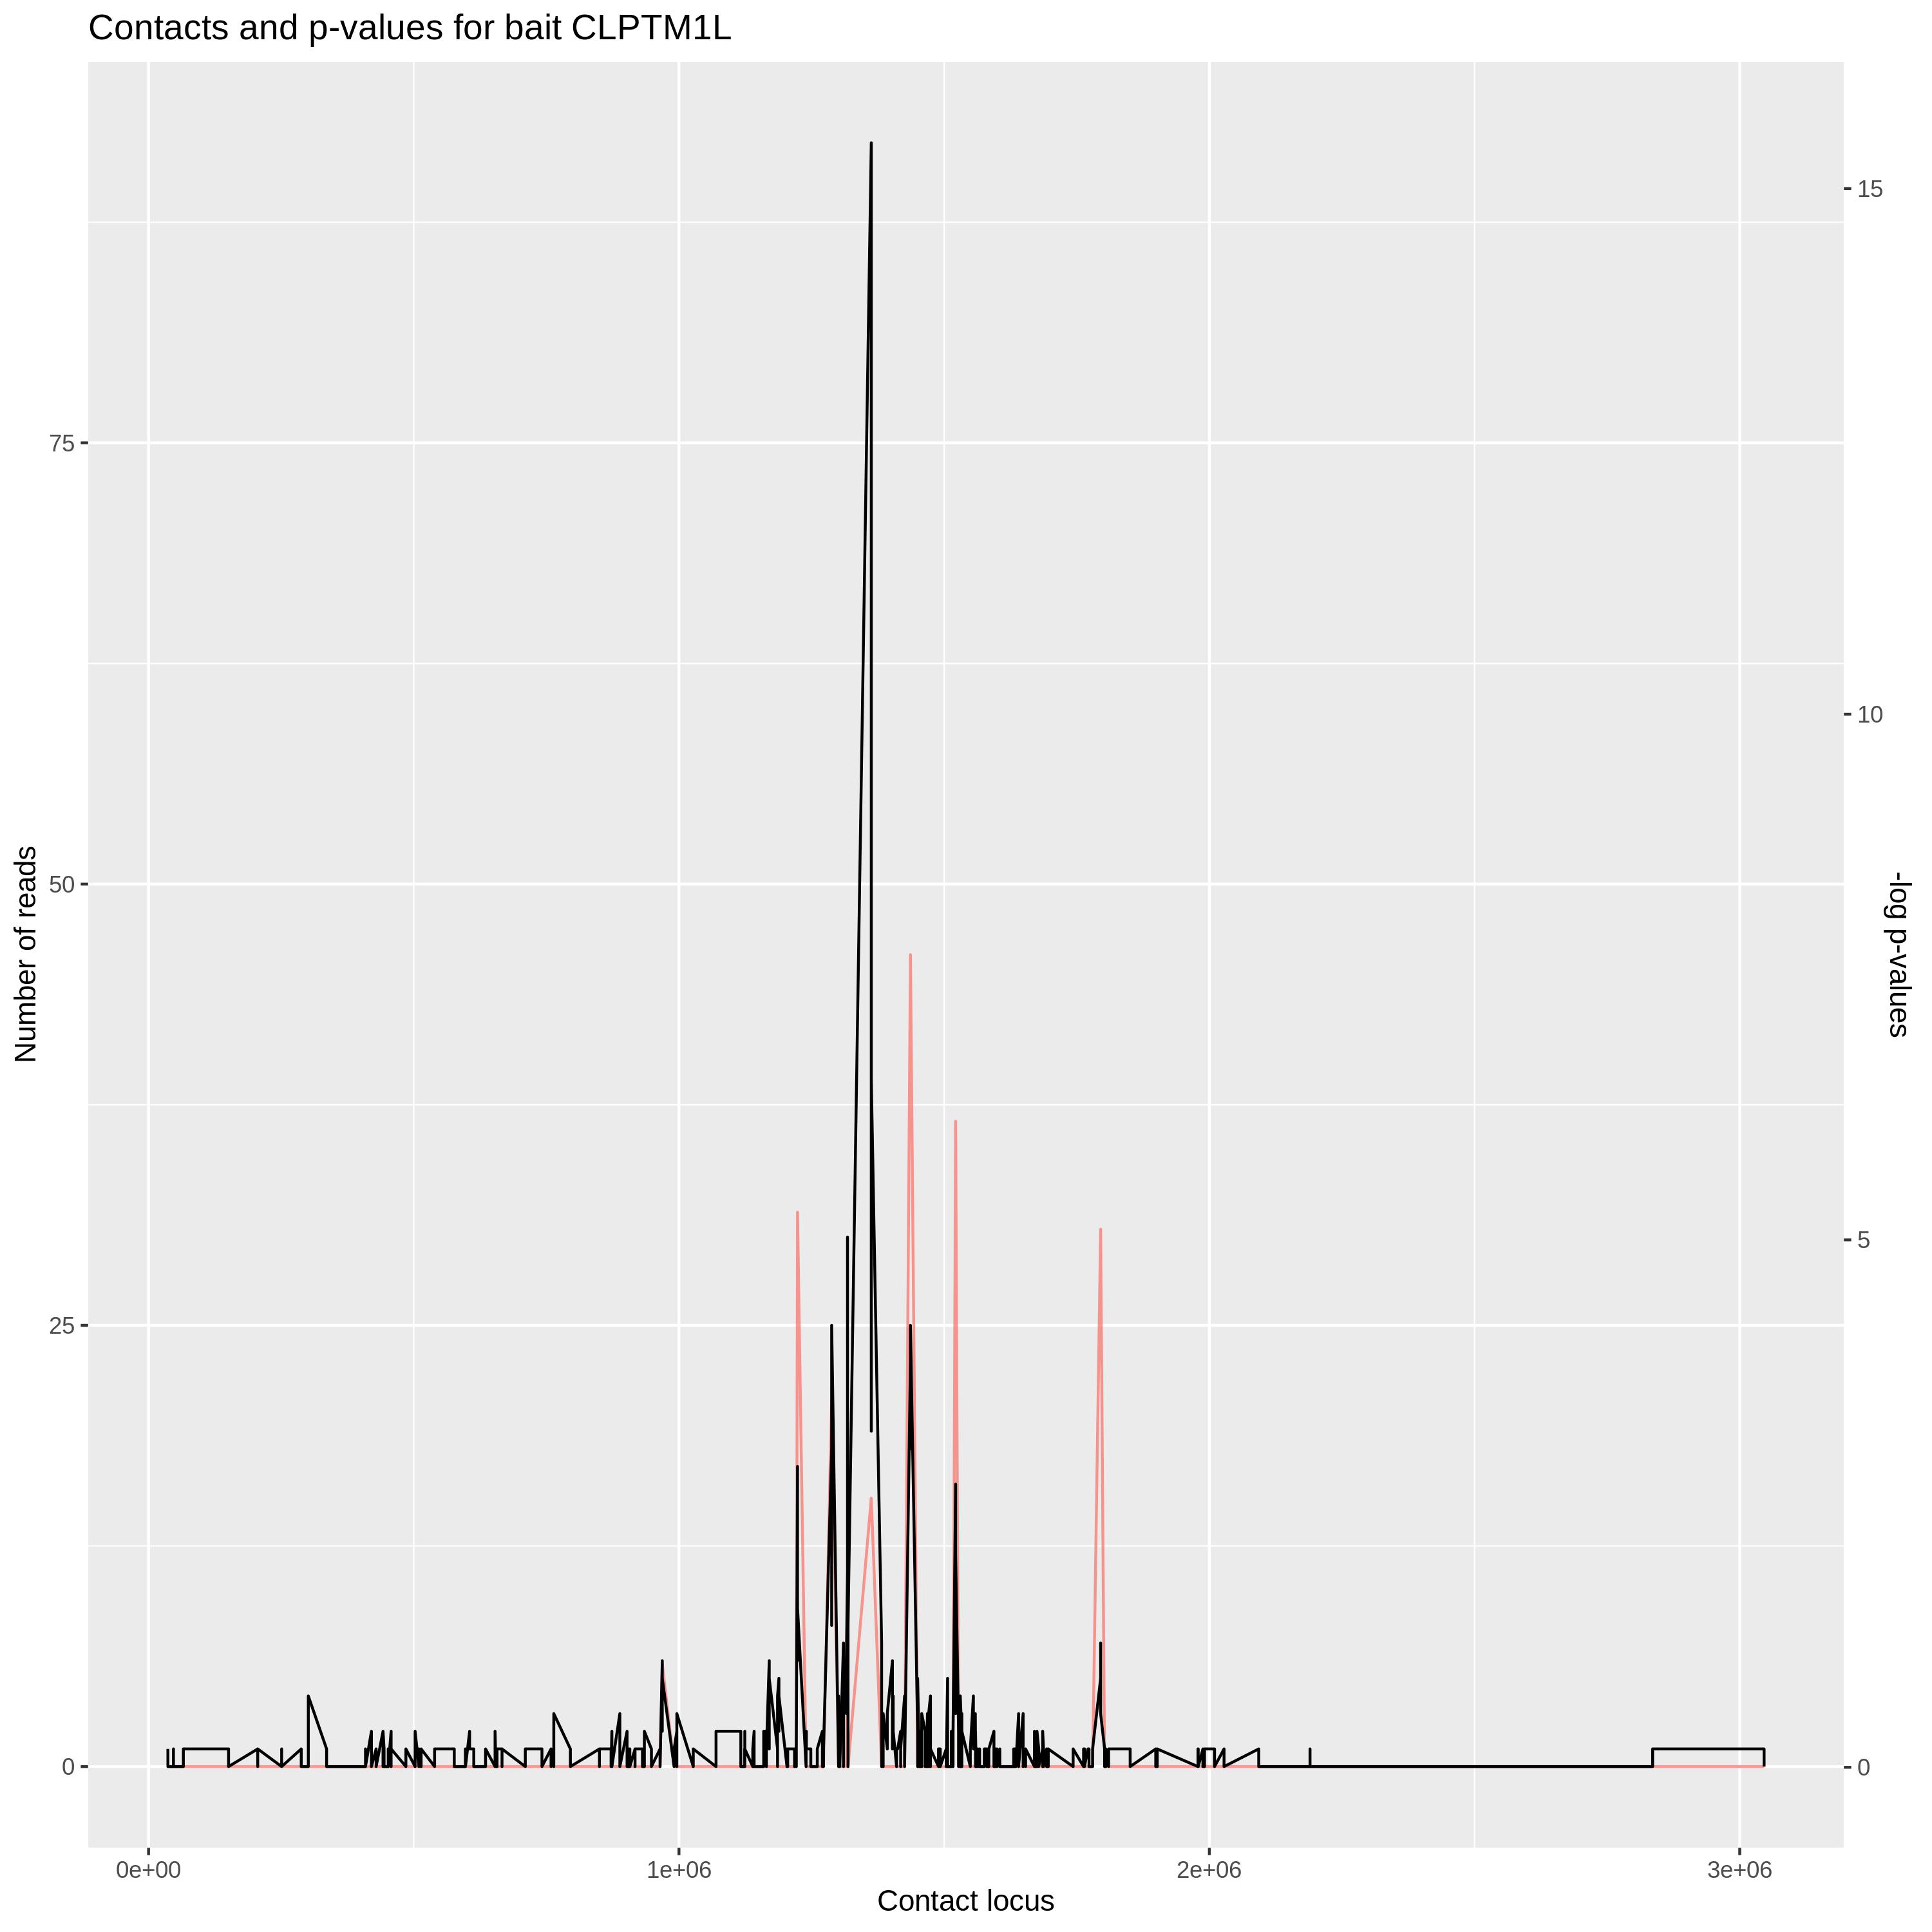 Contacts and p-values for bait CLPTM1L
Number of reads
75
50
25
0
15
10
5
0
-log p-values
0e+00
1e+06
2e+06
3e+06
Contact locus